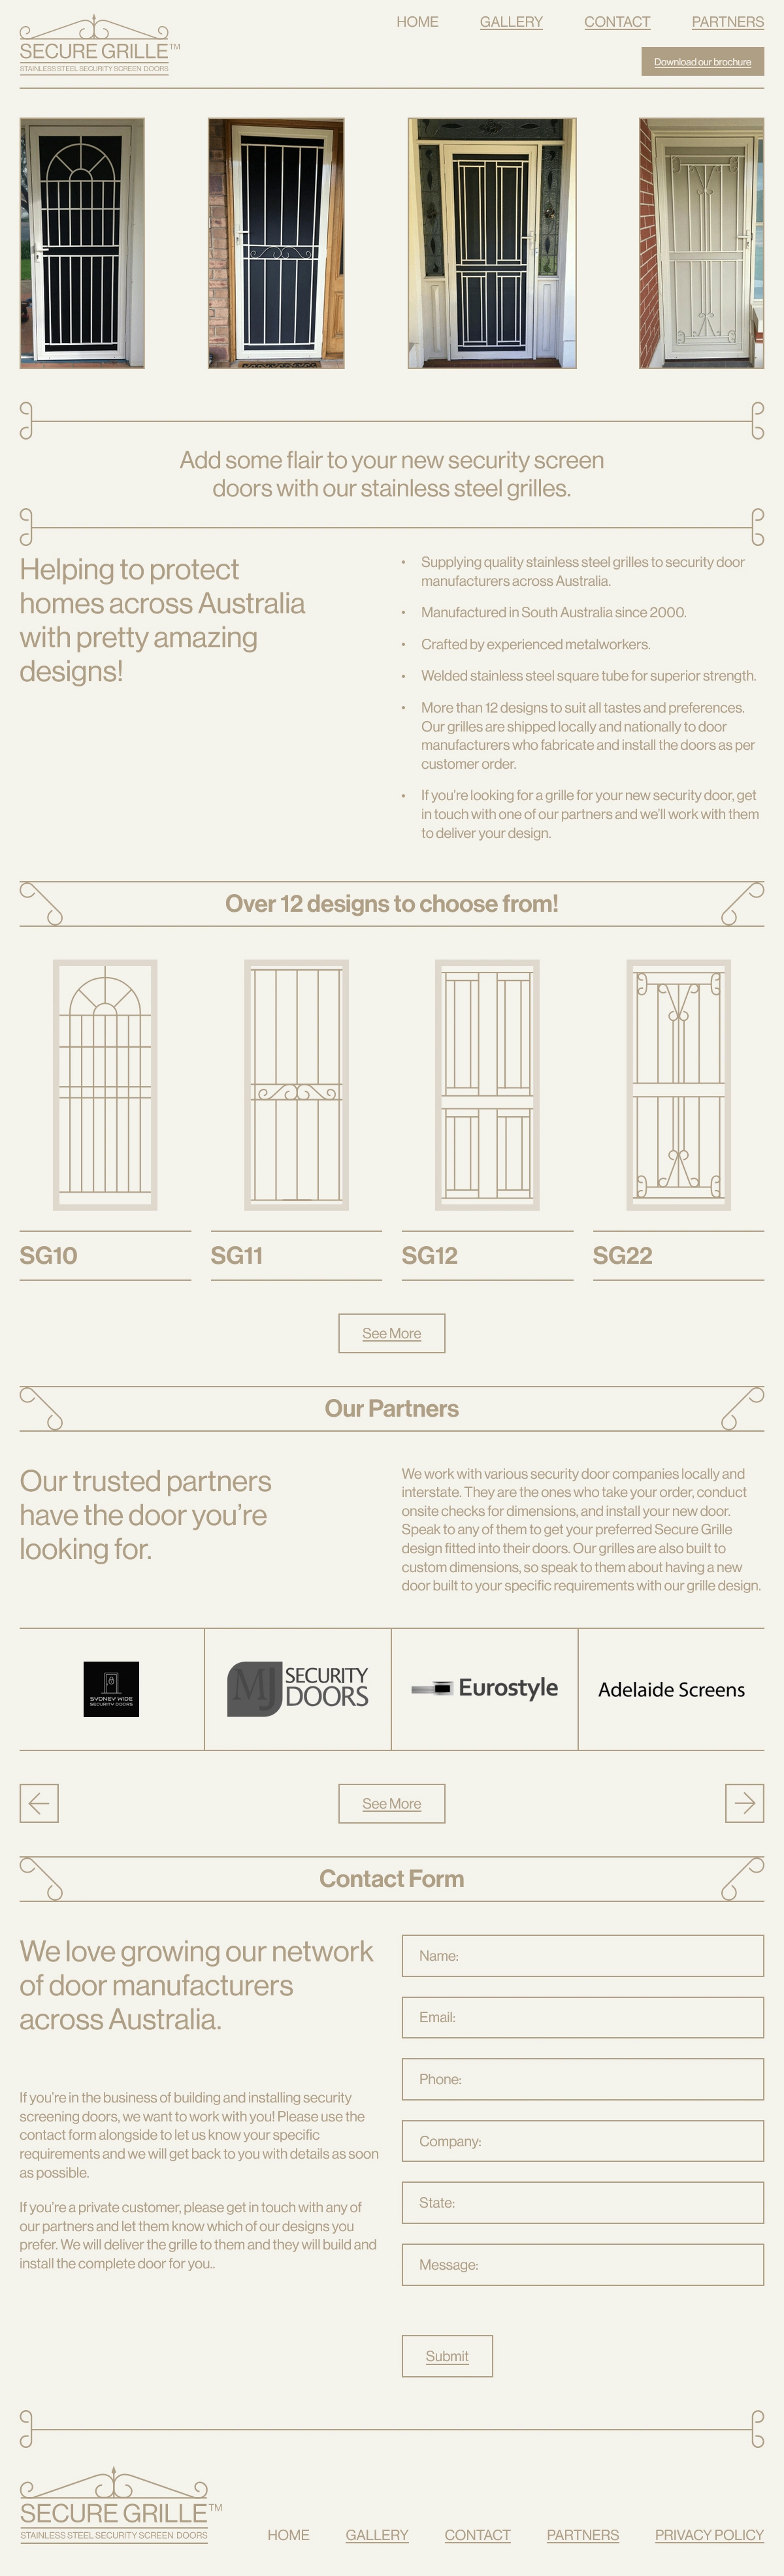 SECURE GRILLE™
STAINLESS STEEL SECURITY SCREEN DOORS
HOME GALLERY CONTACT PARTNERS
Download our brochure
Add some flair to your new security screen
doors with our stainless steel grilles.
Helping to protect
homes across Australia
with pretty amazing
designs!
• Supplying quality stainless steel grilles to security door
manufacturers across Australia.
• Manufactured in South Australia since 2000.
• Crafted by experienced metalworkers.
• Welded stainless steel square tube for superior strength.
• More than 12 designs to suit all tastes and preferences.
Our grilles are shipped locally and nationally to door
manufacturers who fabricate and install the doors as per
customer order.
• If you’re looking for a grille for your new security door, get
in touch with one of our partners and we’ll work with them
to deliver your design.
Over 12 designs to choose from!
SG10 SG11 SG12 SG22
See More
Our Partners
Our trusted partners
have the door you’re
looking for.
We work with various security door companies locally and
interstate. They are the ones who take your order, conduct
onsite checks for dimensions, and install your new door.
Speak to any of them to get your preferred Secure Grille
design fitted into their doors. Our grilles are also built to
custom dimensions, so speak to them about having a new
door built to your specific requirements with our grille design.
SYDNEY WIDE
SECURITY DOORS
MJ SECURITY
DOORS
Eurostyle
Adelaide Screens
See More
Contact Form
We love growing our network
of door manufacturers
across Australia.
If you’re in the business of building and installing security
screening doors, we want to work with you! Please use the
contact form alongside to let us know your specific
requirements and we will get back to you with details as soon
as possible.
If you’re a private customer, please get in touch with any of
our partners and let them know which of our designs you
prefer. We will deliver the grille to them and they will build and
install the complete door for you..
Name:
Email:
Phone:
Company:
State:
Message:
Submit
SECURE GRILLE™
STAINLESS STEEL SECURITY SCREEN DOORS
HOME GALLERY CONTACT PARTNERS PRIVACY POLICY